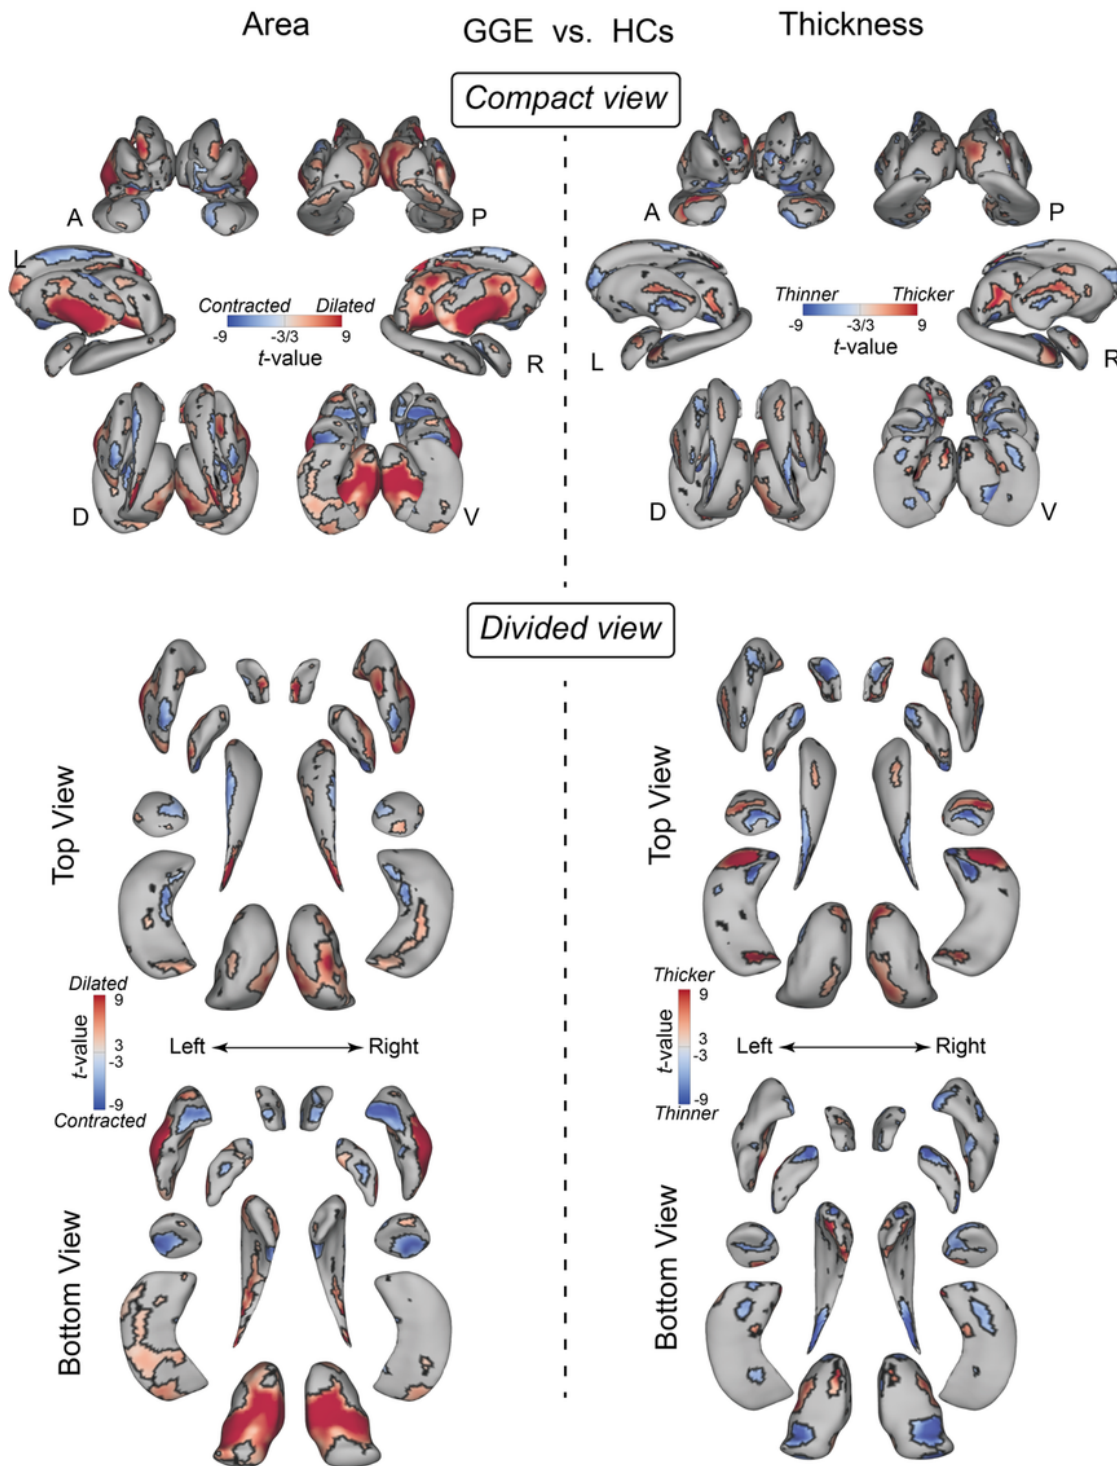 Area GGE vs. HCs Thickness
Compact view
A P A P
L
Contracted Dilated
-9 -3/3 9
t-value
R
Thinner Thicker
-9 -3/3 9
t-value
L R
D V D V
Divided view
Top View
Top View
Dilated
9
3
-3
-9
t-value
Contracted
Left Right
Thicker
9
3
-3
-9
t-value
Thinner
Left Right
Bottom View
Bottom View